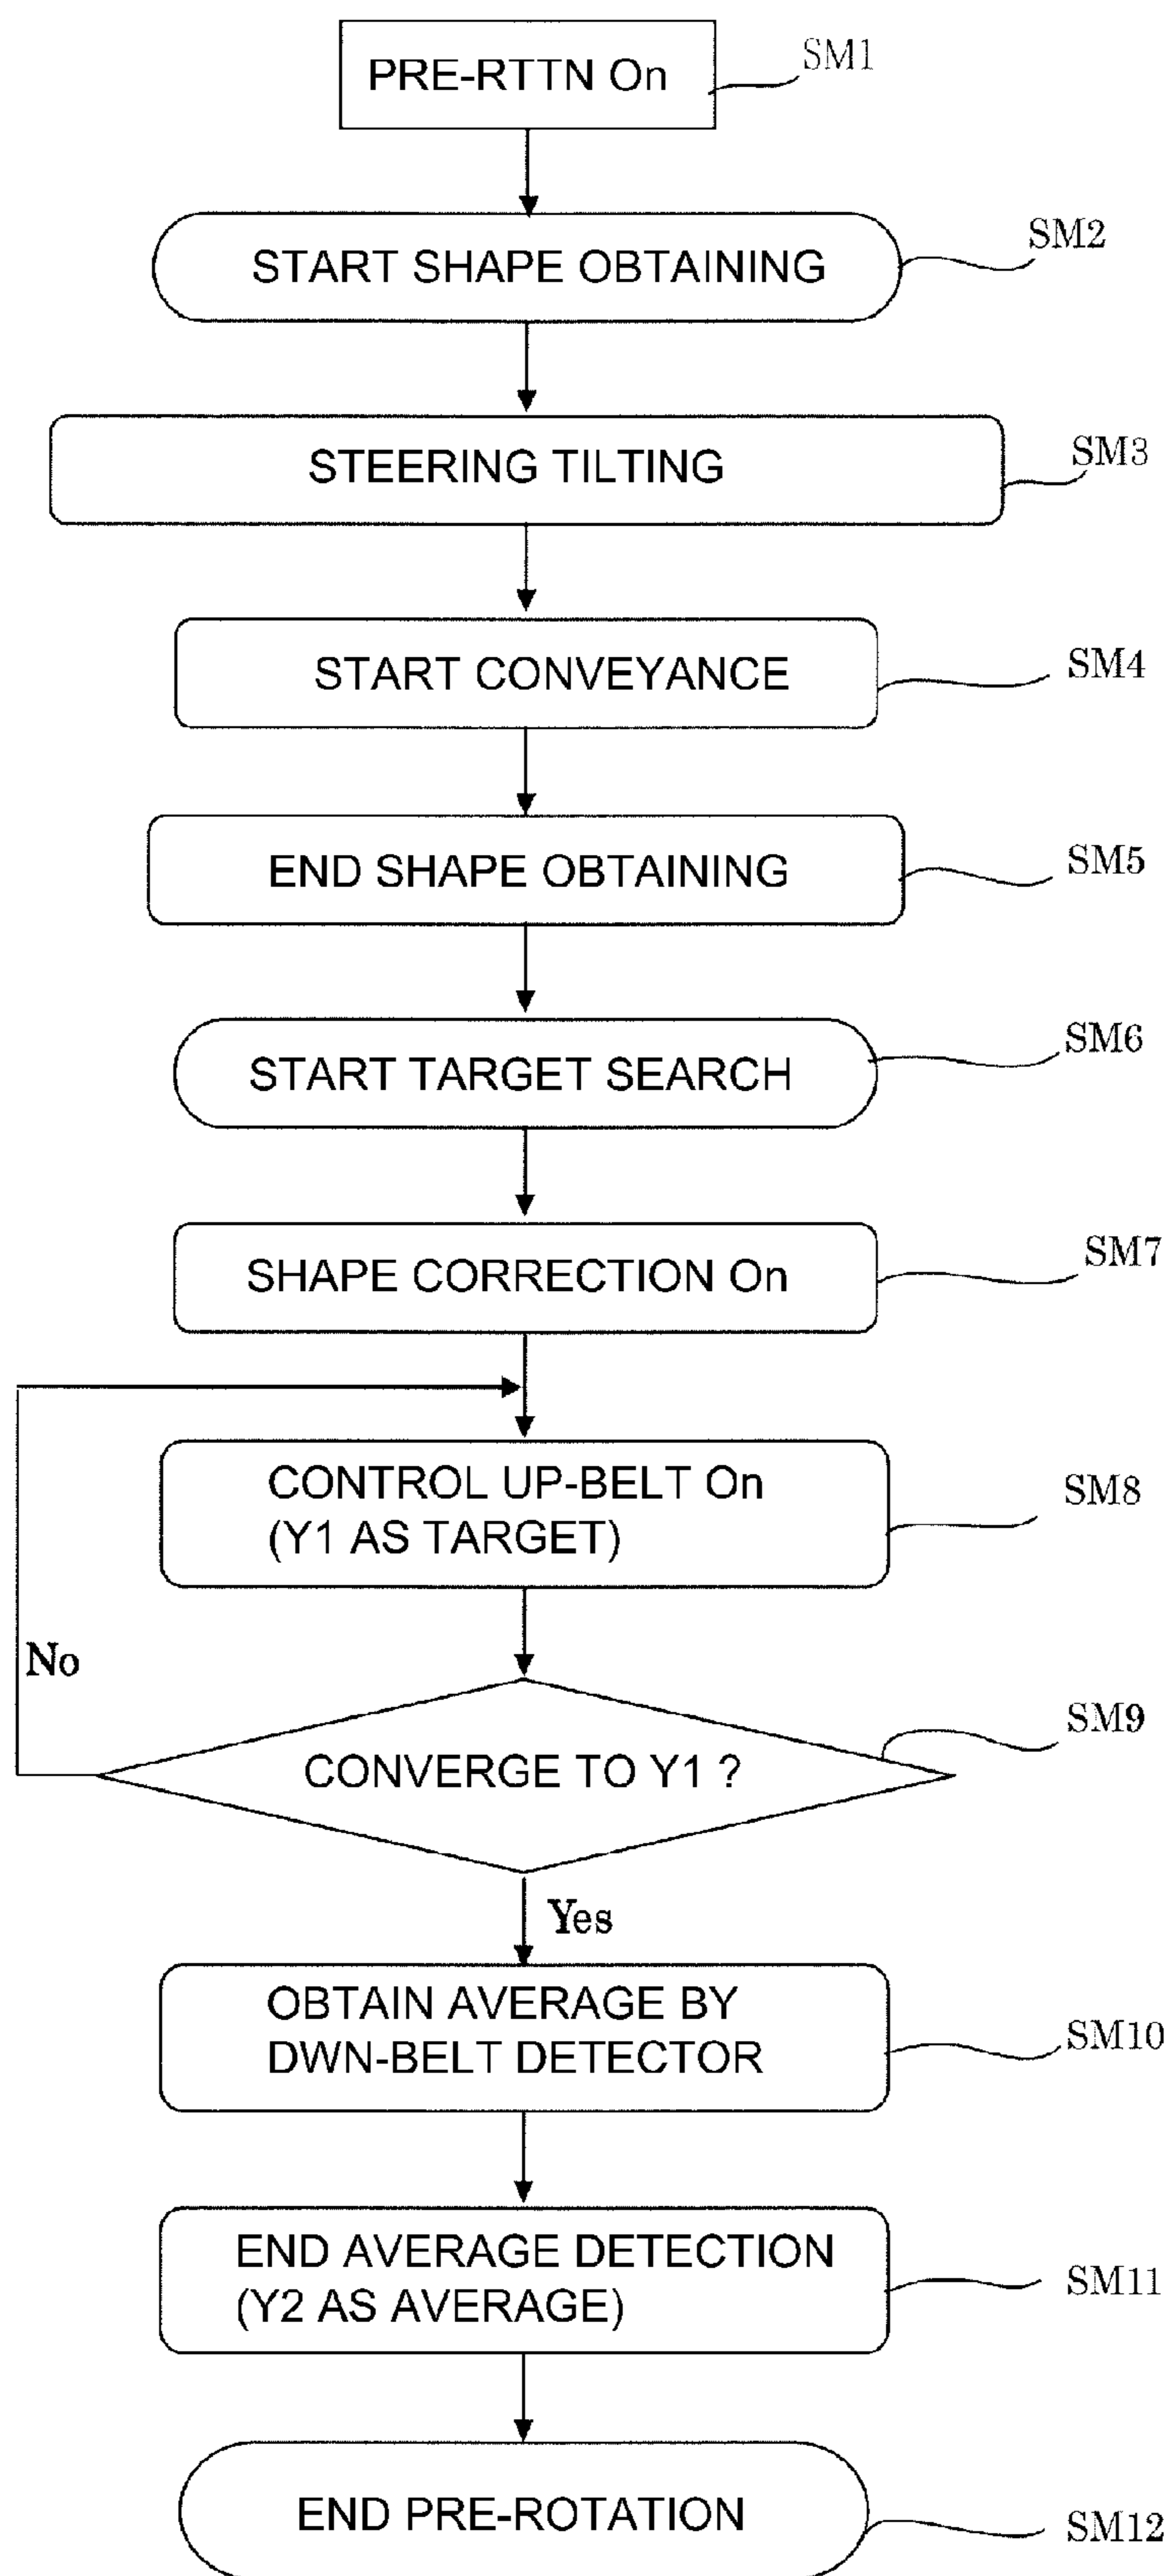 PRE-RTTN On
SM1
START SHAPE OBTAINING
SM2
STEERING TILTING
SM3
START CONVEYANCE
SM4
END SHAPE OBTAINING
SM5
START TARGET SEARCH
SM6
SHAPE CORRECTION On
SM7
CONTROL UP-BELT On
(Y1 AS TARGET)
SM8
No
CONVERGE TO Y1 ?
SM9
Yes
OBTAIN AVERAGE BY
DWN-BELT DETECTOR
SM10
END AVERAGE DETECTION
(Y2 AS AVERAGE)
SM11
END PRE-ROTATION
SM12